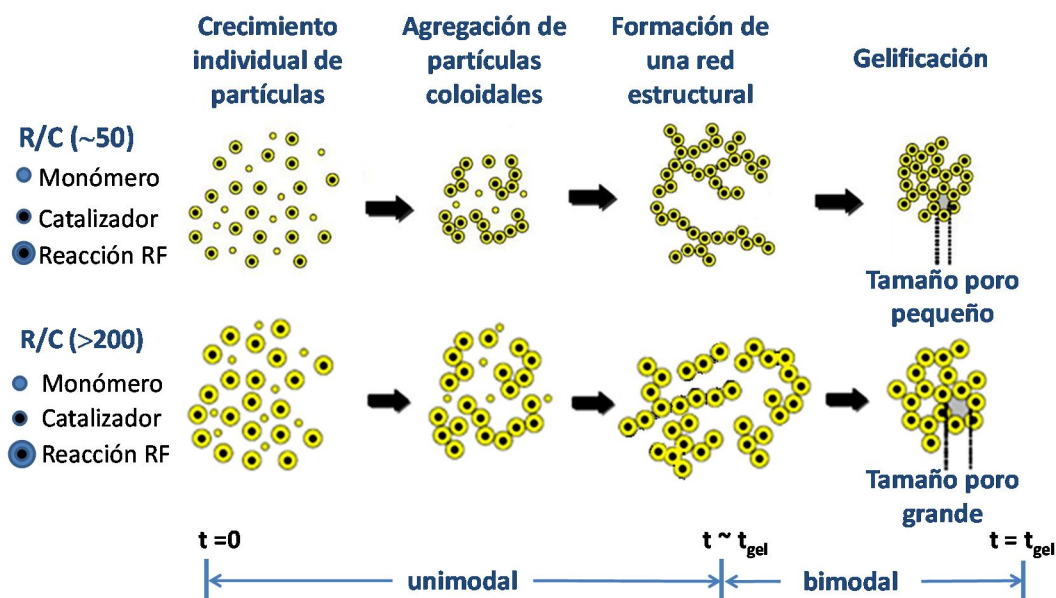 Crecimiento
individual de
partículas
Agregación de
partículas
coloidales
Formación de
una red
estructural
Gelificación
R/C (~50)
Monómero
Catalizador
Reacción RF
Tamaño poro
pequeño
R/C (>200)
Monómero
Catalizador
Reacción RF
Tamaño poro
grande
t =0
t ~ tgel
t = tgel
unimodal
bimodal